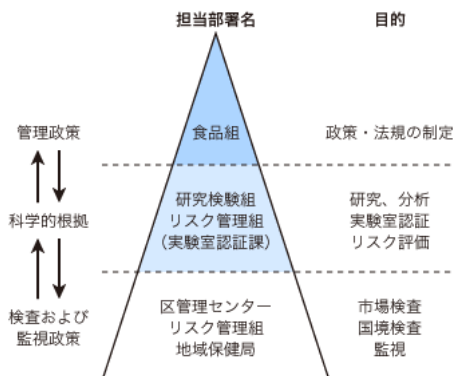 担当部署名
目的
管理政策
食品組
政策・法規の制定
科学的根拠
研究検験組
リスク管理組
（実験室認証課）
研究、分析
実験室認証
リスク評価
検査および
監視政策
区管理センター
リスク管理組
地域保健局
市場検査
国境検査
監視